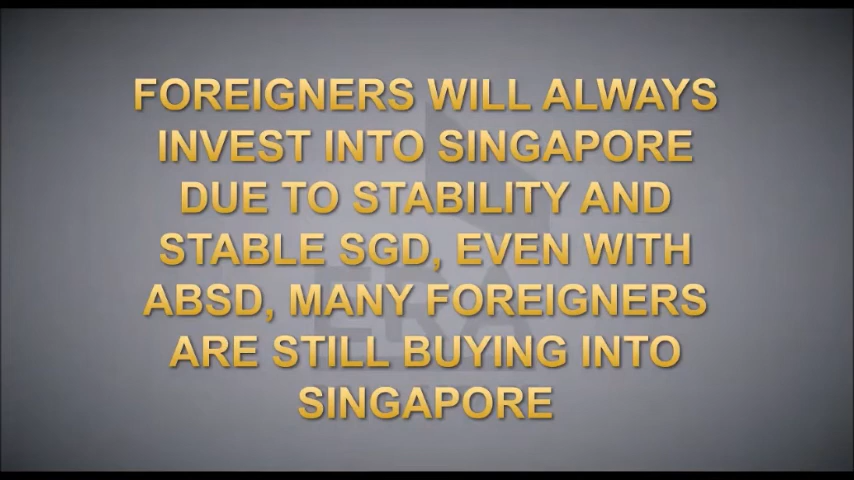 FOREIGNERS WILL ALWAYS
INVEST INTO SINGAPORE
DUE TO STABILITY AND
STABLE SGD, EVEN WITH
ABSD, MANY FOREIGNERS
ARE STILL BUYING INTO
SINGAPORE
ERA